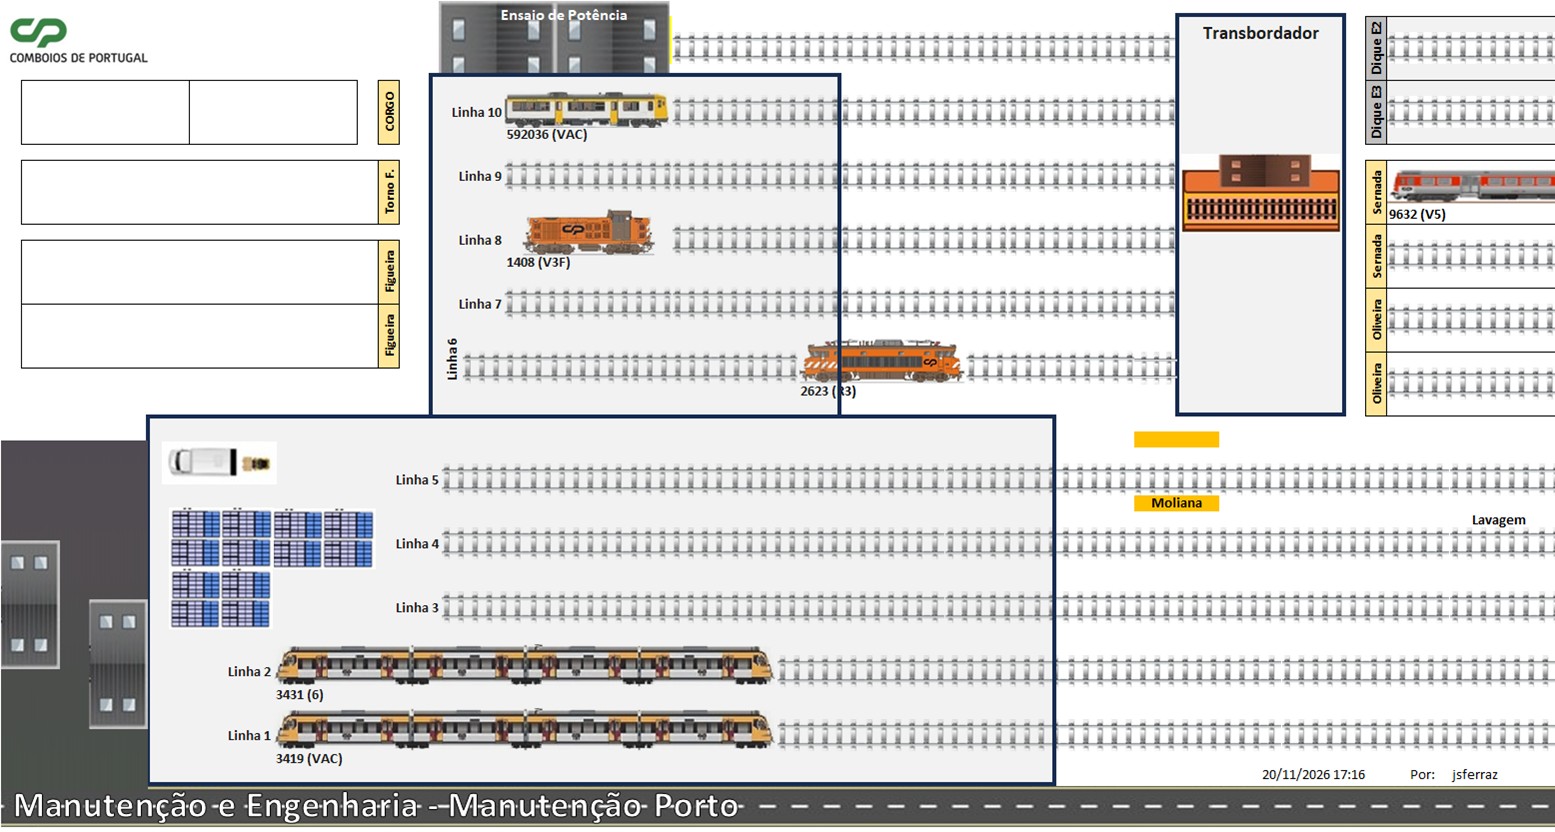 CP
COMBOIOS DE PORTUGAL
Ensaio de Potência
Transbordador
Dique E2
Dique E3
CORGO
Torno F.
Figueira
Figueira
Linha 10
592036 (VAC)
Linha 9
Linha 8
1408 (V3F)
Linha 7
Linha 6
2623 (R3)
Sernada
9632 (V5)
Sernada
Oliveira
Oliveira
Linha 5
Moliana
Lavagem
Linha 4
Linha 3
Linha 2
3431 (6)
Linha 1
3419 (VAC)
20/11/2026 17:16 Por: jsferraz
Manutenção e Engenharia - Manutenção Porto